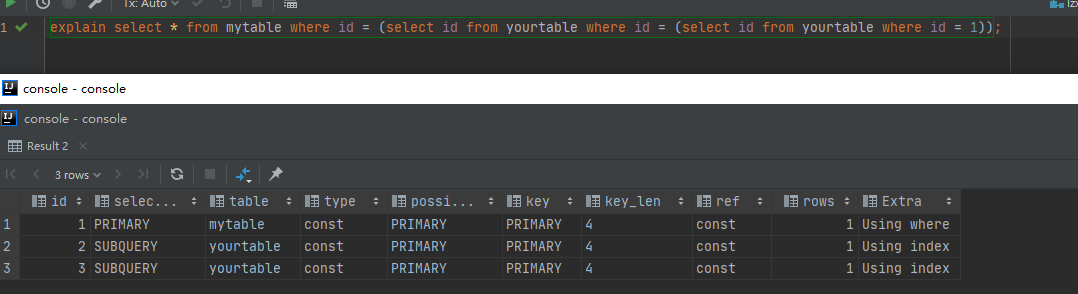 Tx: Auto
1 explain select * from mytable where id = (select id from yourtable where id = (select id from yourtable where id = 1));
console - console
console - console
Result 2
3 rows
id selec... table type possi... key key_len ref rows Extra
1 1 PRIMARY mytable const PRIMARY PRIMARY 4 const 1 Using where
2 2 SUBQUERY yourtable const PRIMARY PRIMARY 4 const 1 Using index
3 3 SUBQUERY yourtable const PRIMARY PRIMARY 4 const 1 Using index